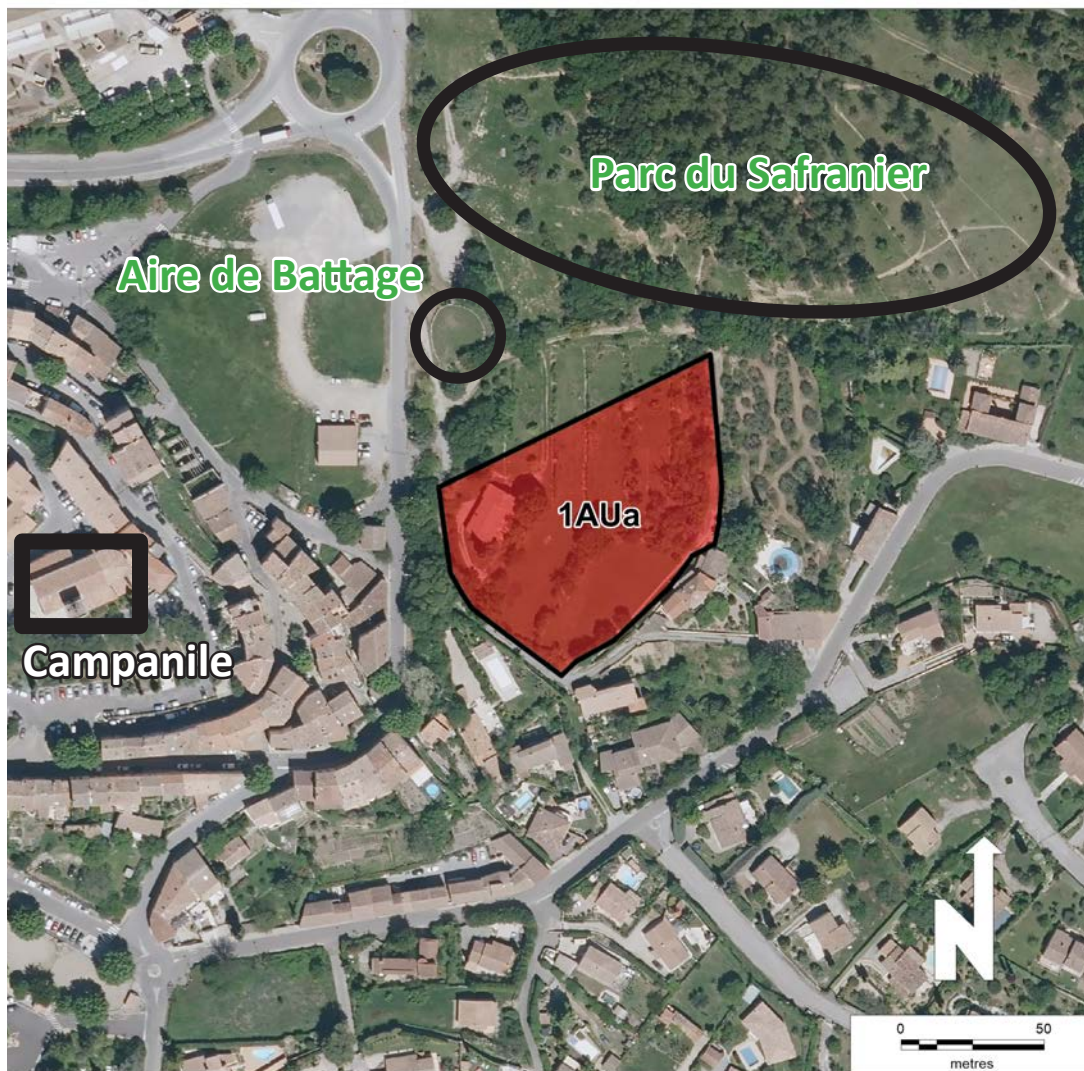 Parc du Safranier
Aire de Battage
1AUa
Campanile
N
0 50
metres